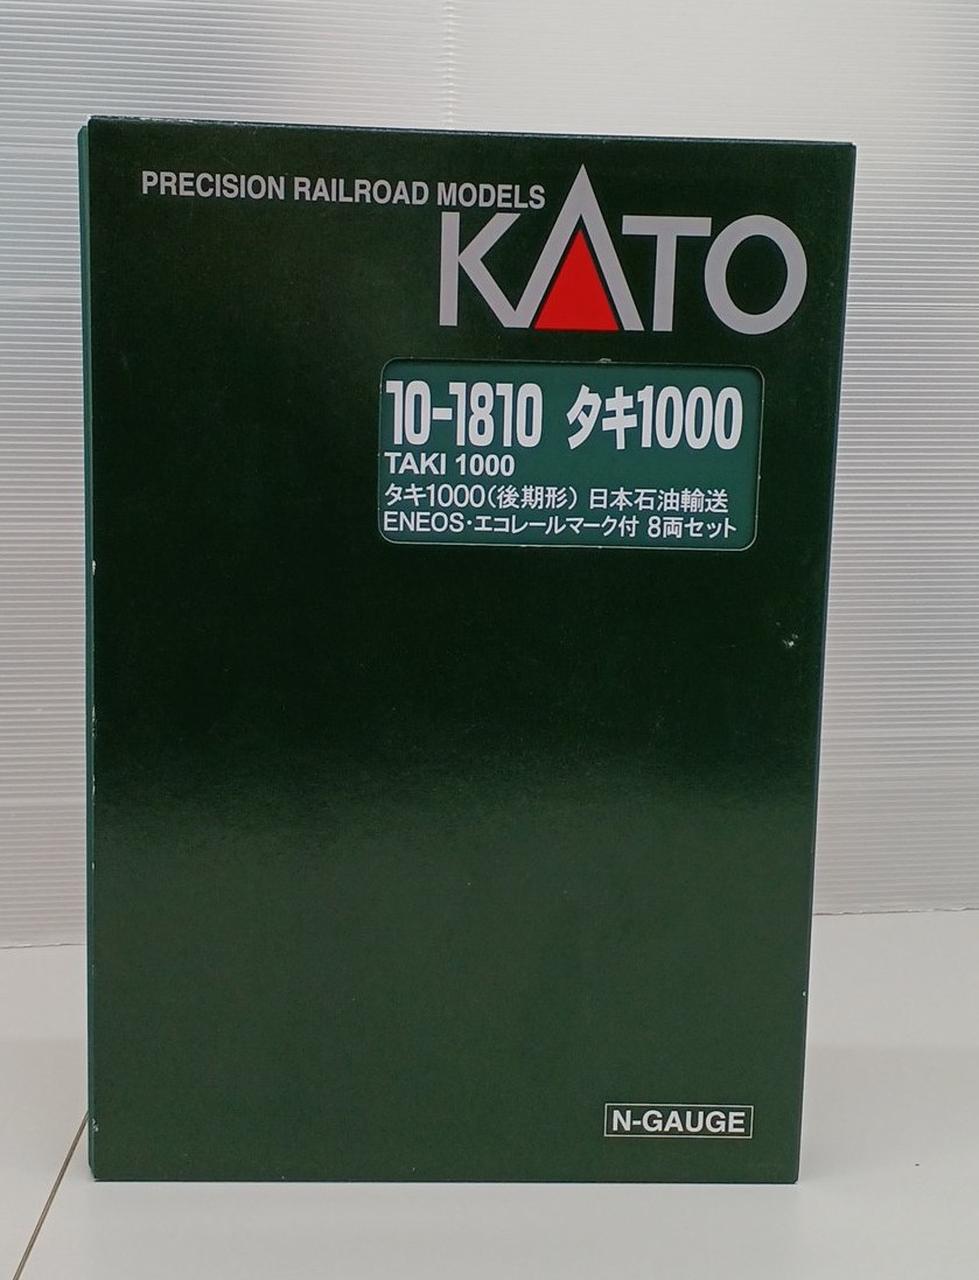 PRECISION RAILROAD MODELS
KATO
10-1810 タキ1000
TAKI 1000
タキ1000(後期形) 日本石油輸送
ENEOS・エコレールマーク付 8両セット
N-GAUGE